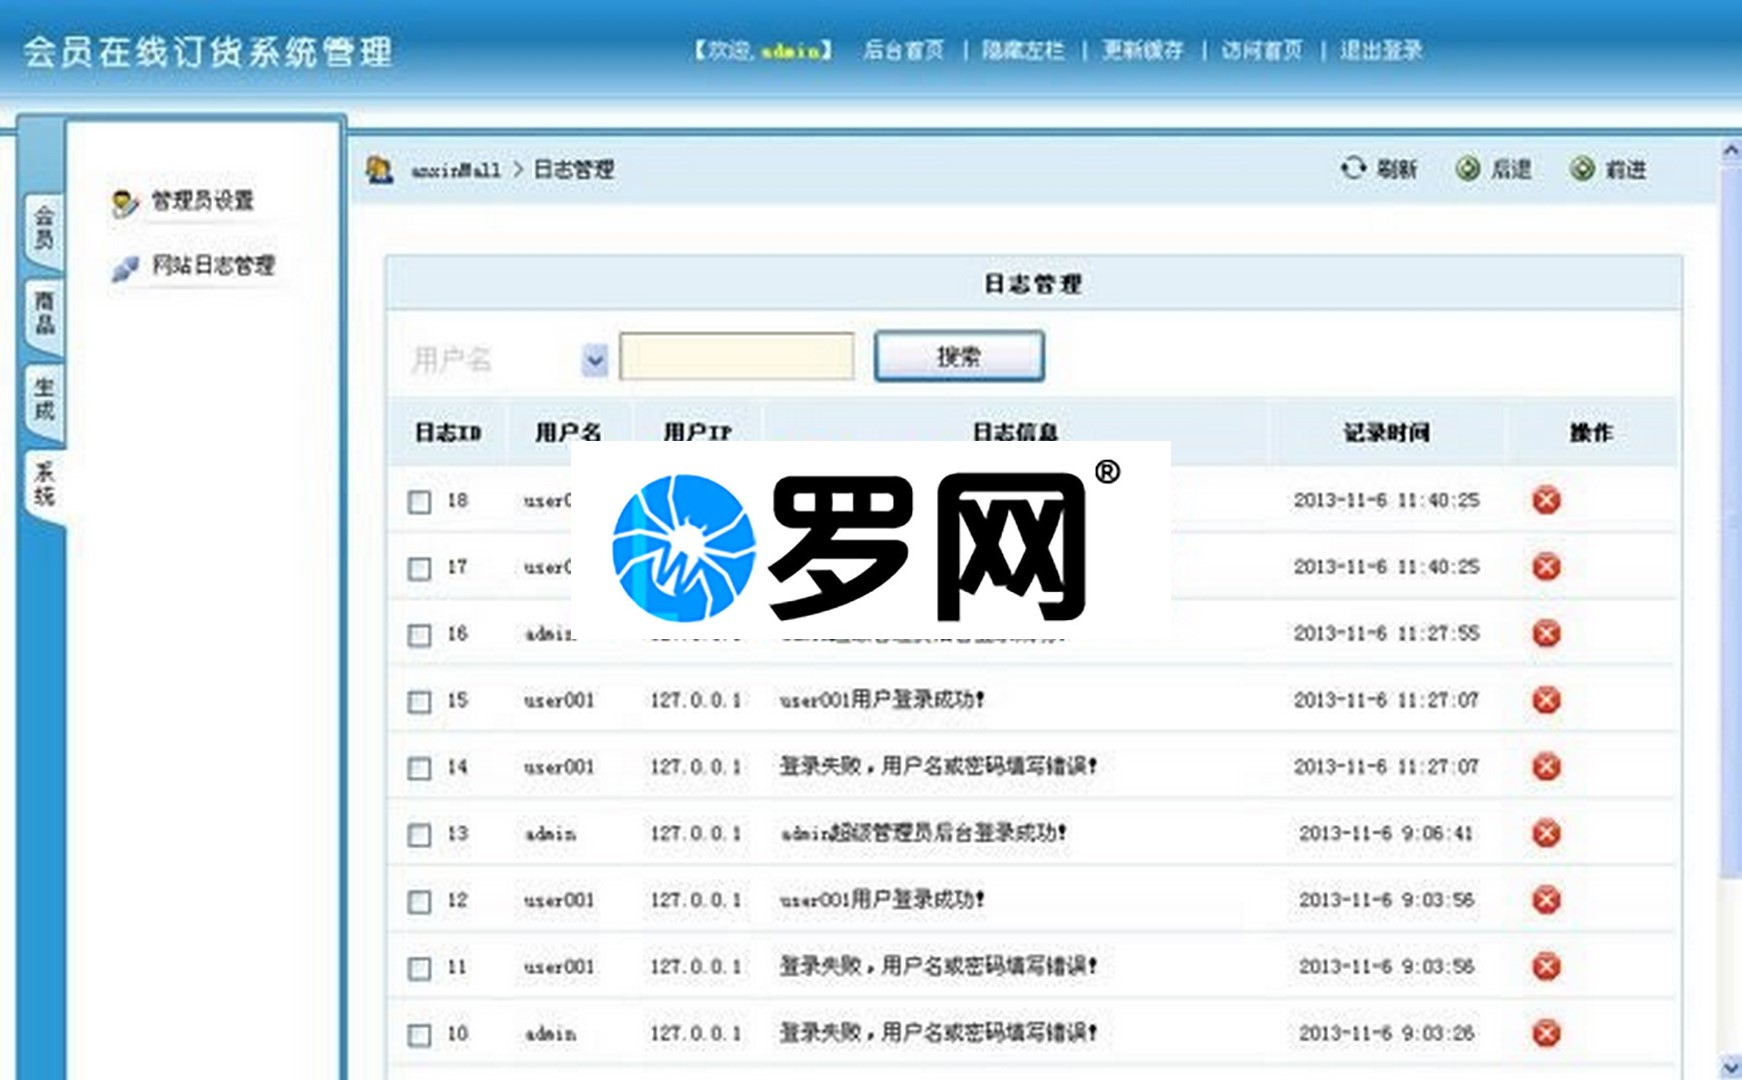 会员在线订货系统管理
【欢迎,admin】 后台首页 | 隐藏左栏 | 更新缓存 | 访问首页 | 退出登录
会员
商品
生成
系统
管理员设置
网站日志管理
anxinMall > 日志管理
刷新 后退 前进
日志管理
用户名 搜索
日志ID 用户名 用户IP 日志信息 记录时间 操作
罗网®
18 2013-11-6 11:40:25
17 2013-11-6 11:40:25
16 admin 2013-11-6 11:27:55
15 user001 127.0.0.1 user001用户登录成功!
2013-11-6 11:27:07
14 user001 127.0.0.1 登录失败，用户名或密码填写错误!
2013-11-6 11:27:07
13 admin 127.0.0.1 admin超级管理员后台登录成功!
2013-11-6 9:06:41
12 user001 127.0.0.1 user001用户登录成功!
2013-11-6 9:03:56
11 user001 127.0.0.1 登录失败，用户名或密码填写错误!
2013-11-6 9:03:56
10 admin 127.0.0.1 登录失败，用户名或密码填写错误!
2013-11-6 9:03:26